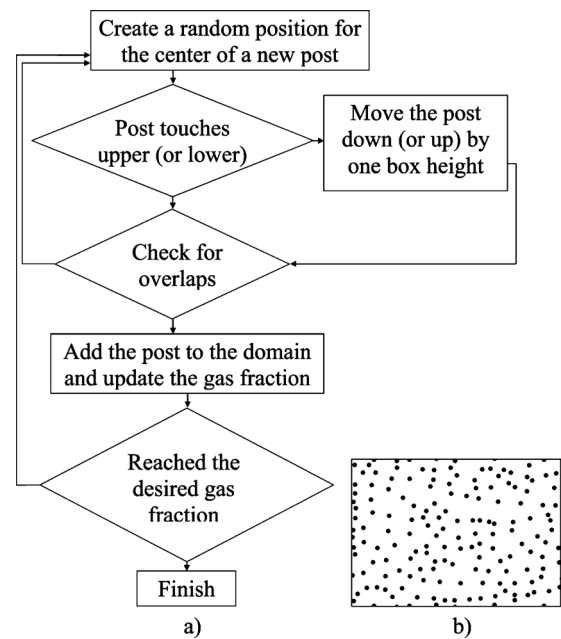 Create a random position for
the center of a new post
Post touches
upper (or lower)
Move the post
down (or up) by
one box height
Check for
overlaps
Add the post to the domain
and update the gas fraction
Reached the
desired gas
fraction
Finish
a)
b)